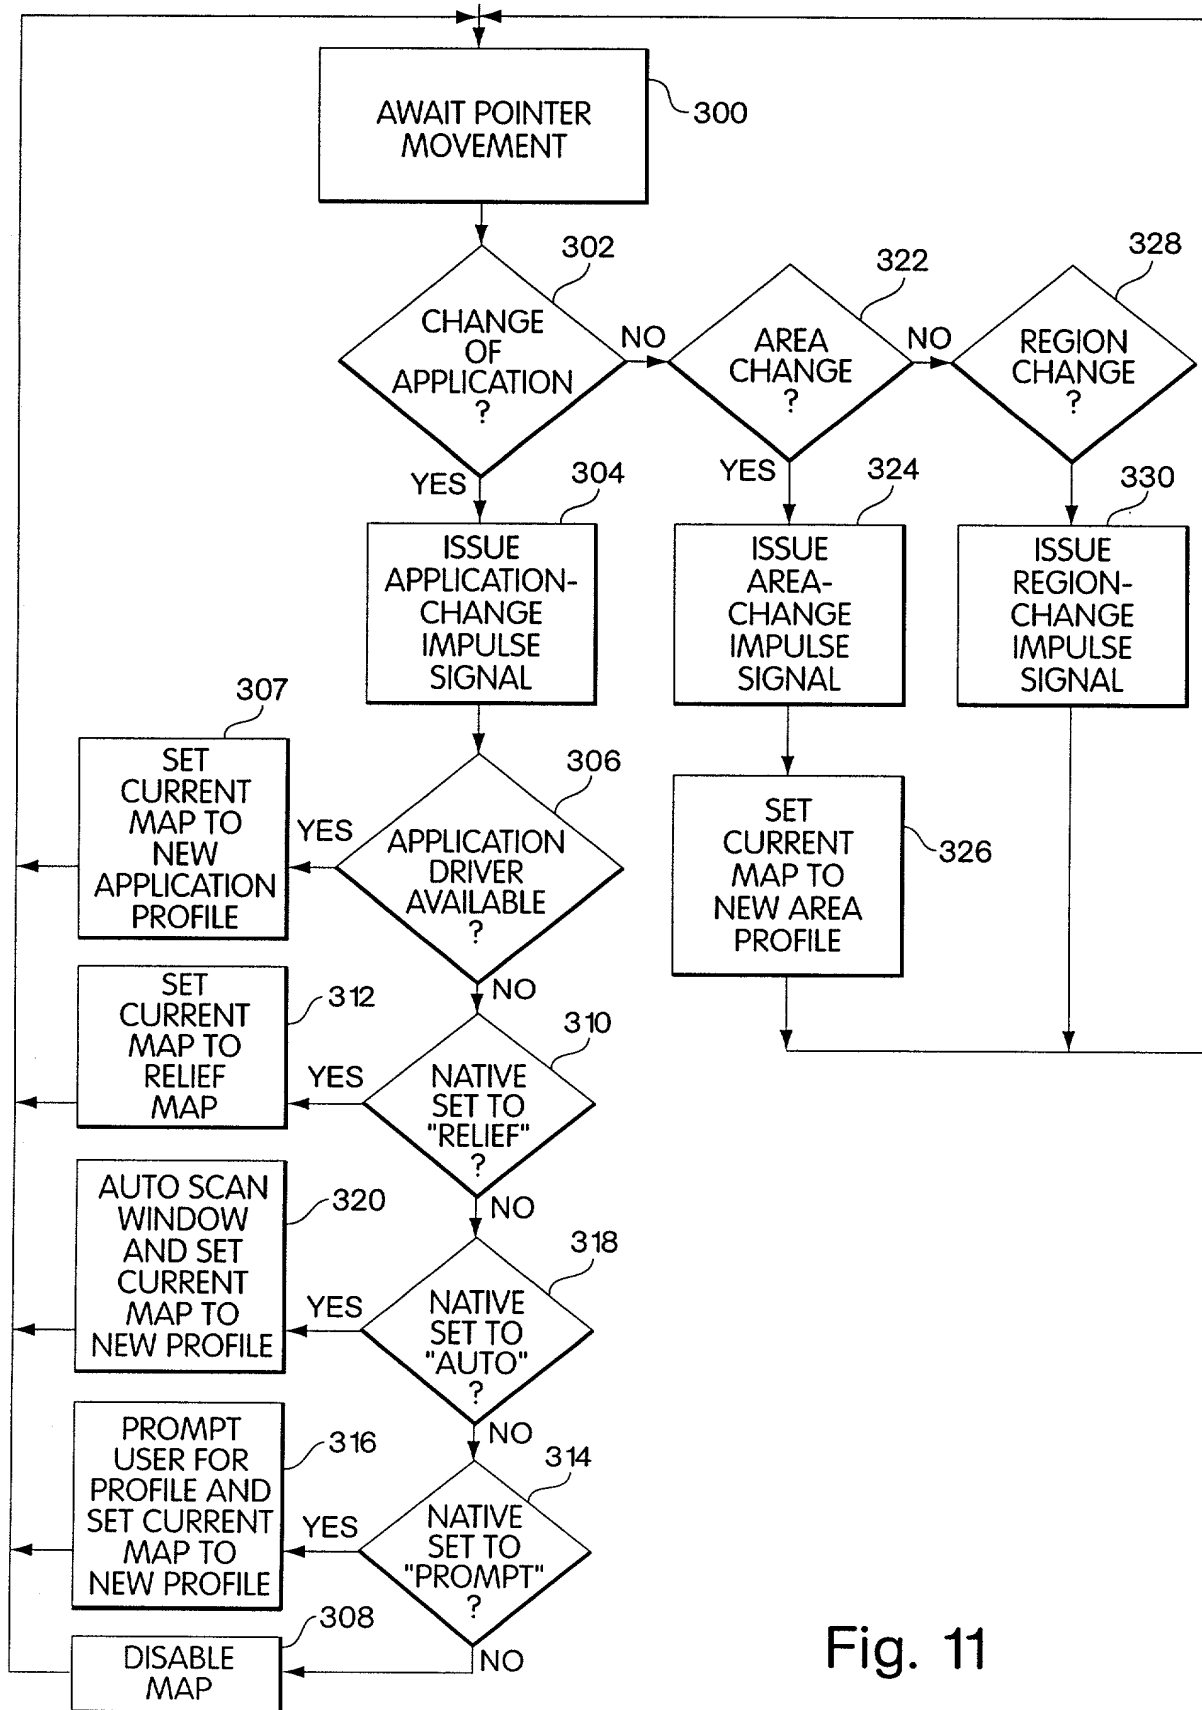 AWAIT POINTER
MOVEMENT
300
302
CHANGE
OF
APPLICATION
?
NO
322
AREA
CHANGE
?
NO
328
REGION
CHANGE
?
YES
304
ISSUE
APPLICATION-
CHANGE
IMPULSE
SIGNAL
YES
324
ISSUE
AREA-
CHANGE
IMPULSE
SIGNAL
330
ISSUE
REGION-
CHANGE
IMPULSE
SIGNAL
307
SET
CURRENT
MAP TO
NEW
APPLICATION
PROFILE
YES
306
APPLICATION
DRIVER
AVAILABLE
?
NO
SET
CURRENT
MAP TO
NEW AREA
PROFILE
326
SET
CURRENT
MAP TO
RELIEF
MAP
312
YES
310
NATIVE
SET TO
"RELIEF"
?
NO
AUTO SCAN
WINDOW
AND SET
CURRENT
MAP TO
NEW PROFILE
320
YES
318
NATIVE
SET TO
"AUTO"
?
NO
PROMPT
USER FOR
PROFILE AND
SET CURRENT
MAP TO
NEW PROFILE
316
YES
314
NATIVE
SET TO
"PROMPT"
?
NO
308
DISABLE
MAP
Fig. 11